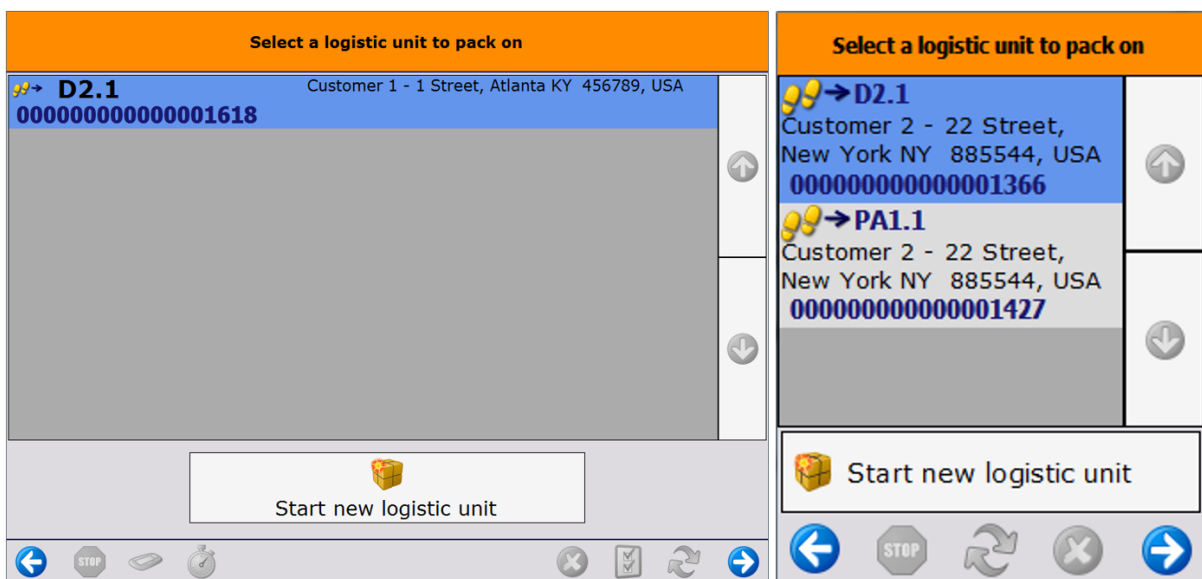 Select a logistic unit to pack on
D2.1 Customer 1 - 1 Street, Atlanta KY  456789, USA
000000000000001618
Start new logistic unit
STOP
Select a logistic unit to pack on
D2.1
Customer 2 - 22 Street,
New York NY  885544, USA
000000000000001366
PA1.1
Customer 2 - 22 Street,
New York NY  885544, USA
000000000000001427
Start new logistic unit
STOP